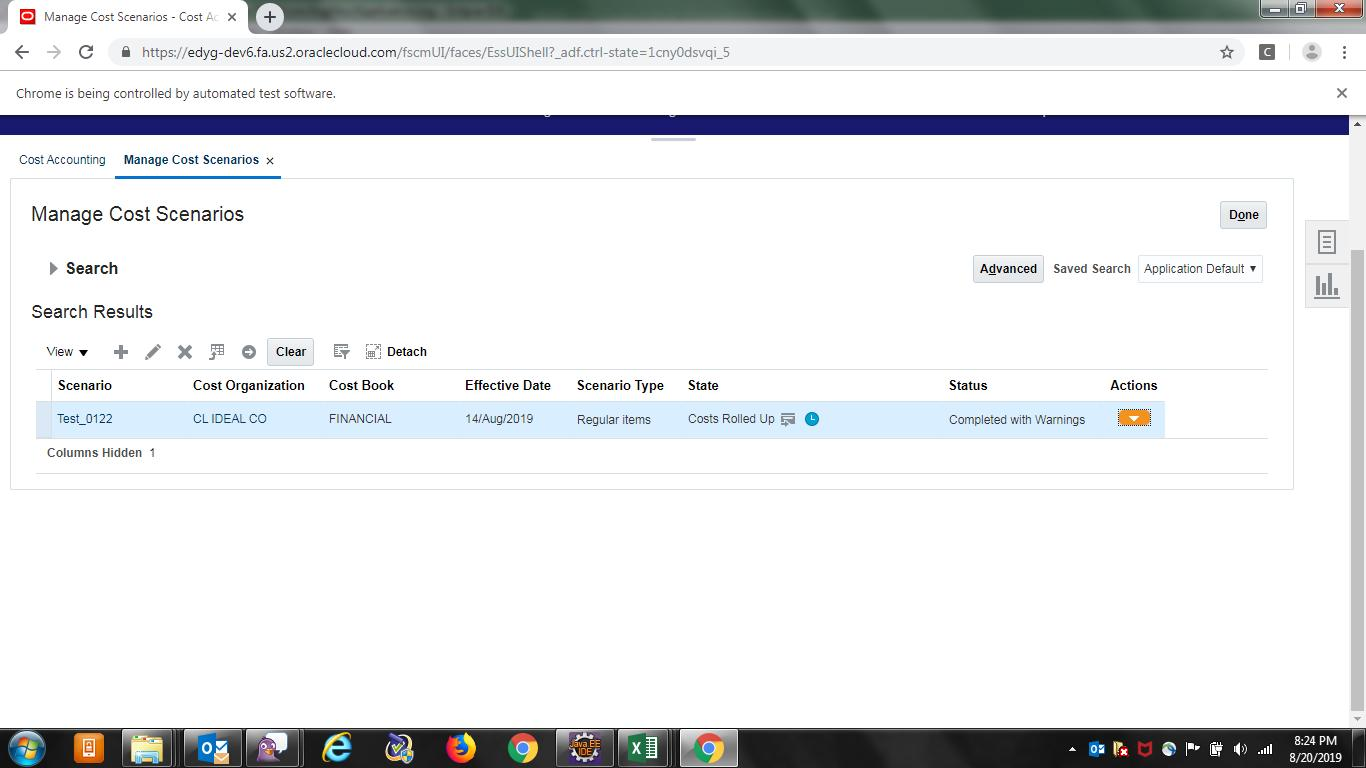 Manage Cost Scenarios - Cost Ac
https://edyg-dev6.fa.us2.oraclecloud.com/fscmUI/faces/EssUIShell?_adf.ctrl-state=1cny0dsvqi_5
C
Chrome is being controlled by automated test software.
Cost Accounting Manage Cost Scenarios
Manage Cost Scenarios
Done
Search
Advanced Saved Search Application Default
Search Results
View Clear Detach
Scenario Cost Organization Cost Book Effective Date Scenario Type State Status Actions
Test_0122 CL IDEAL CO FINANCIAL 14/Aug/2019 Regular items Costs Rolled Up Completed with Warnings
Columns Hidden 1
Java EE
IDE
8:24 PM
8/20/2019